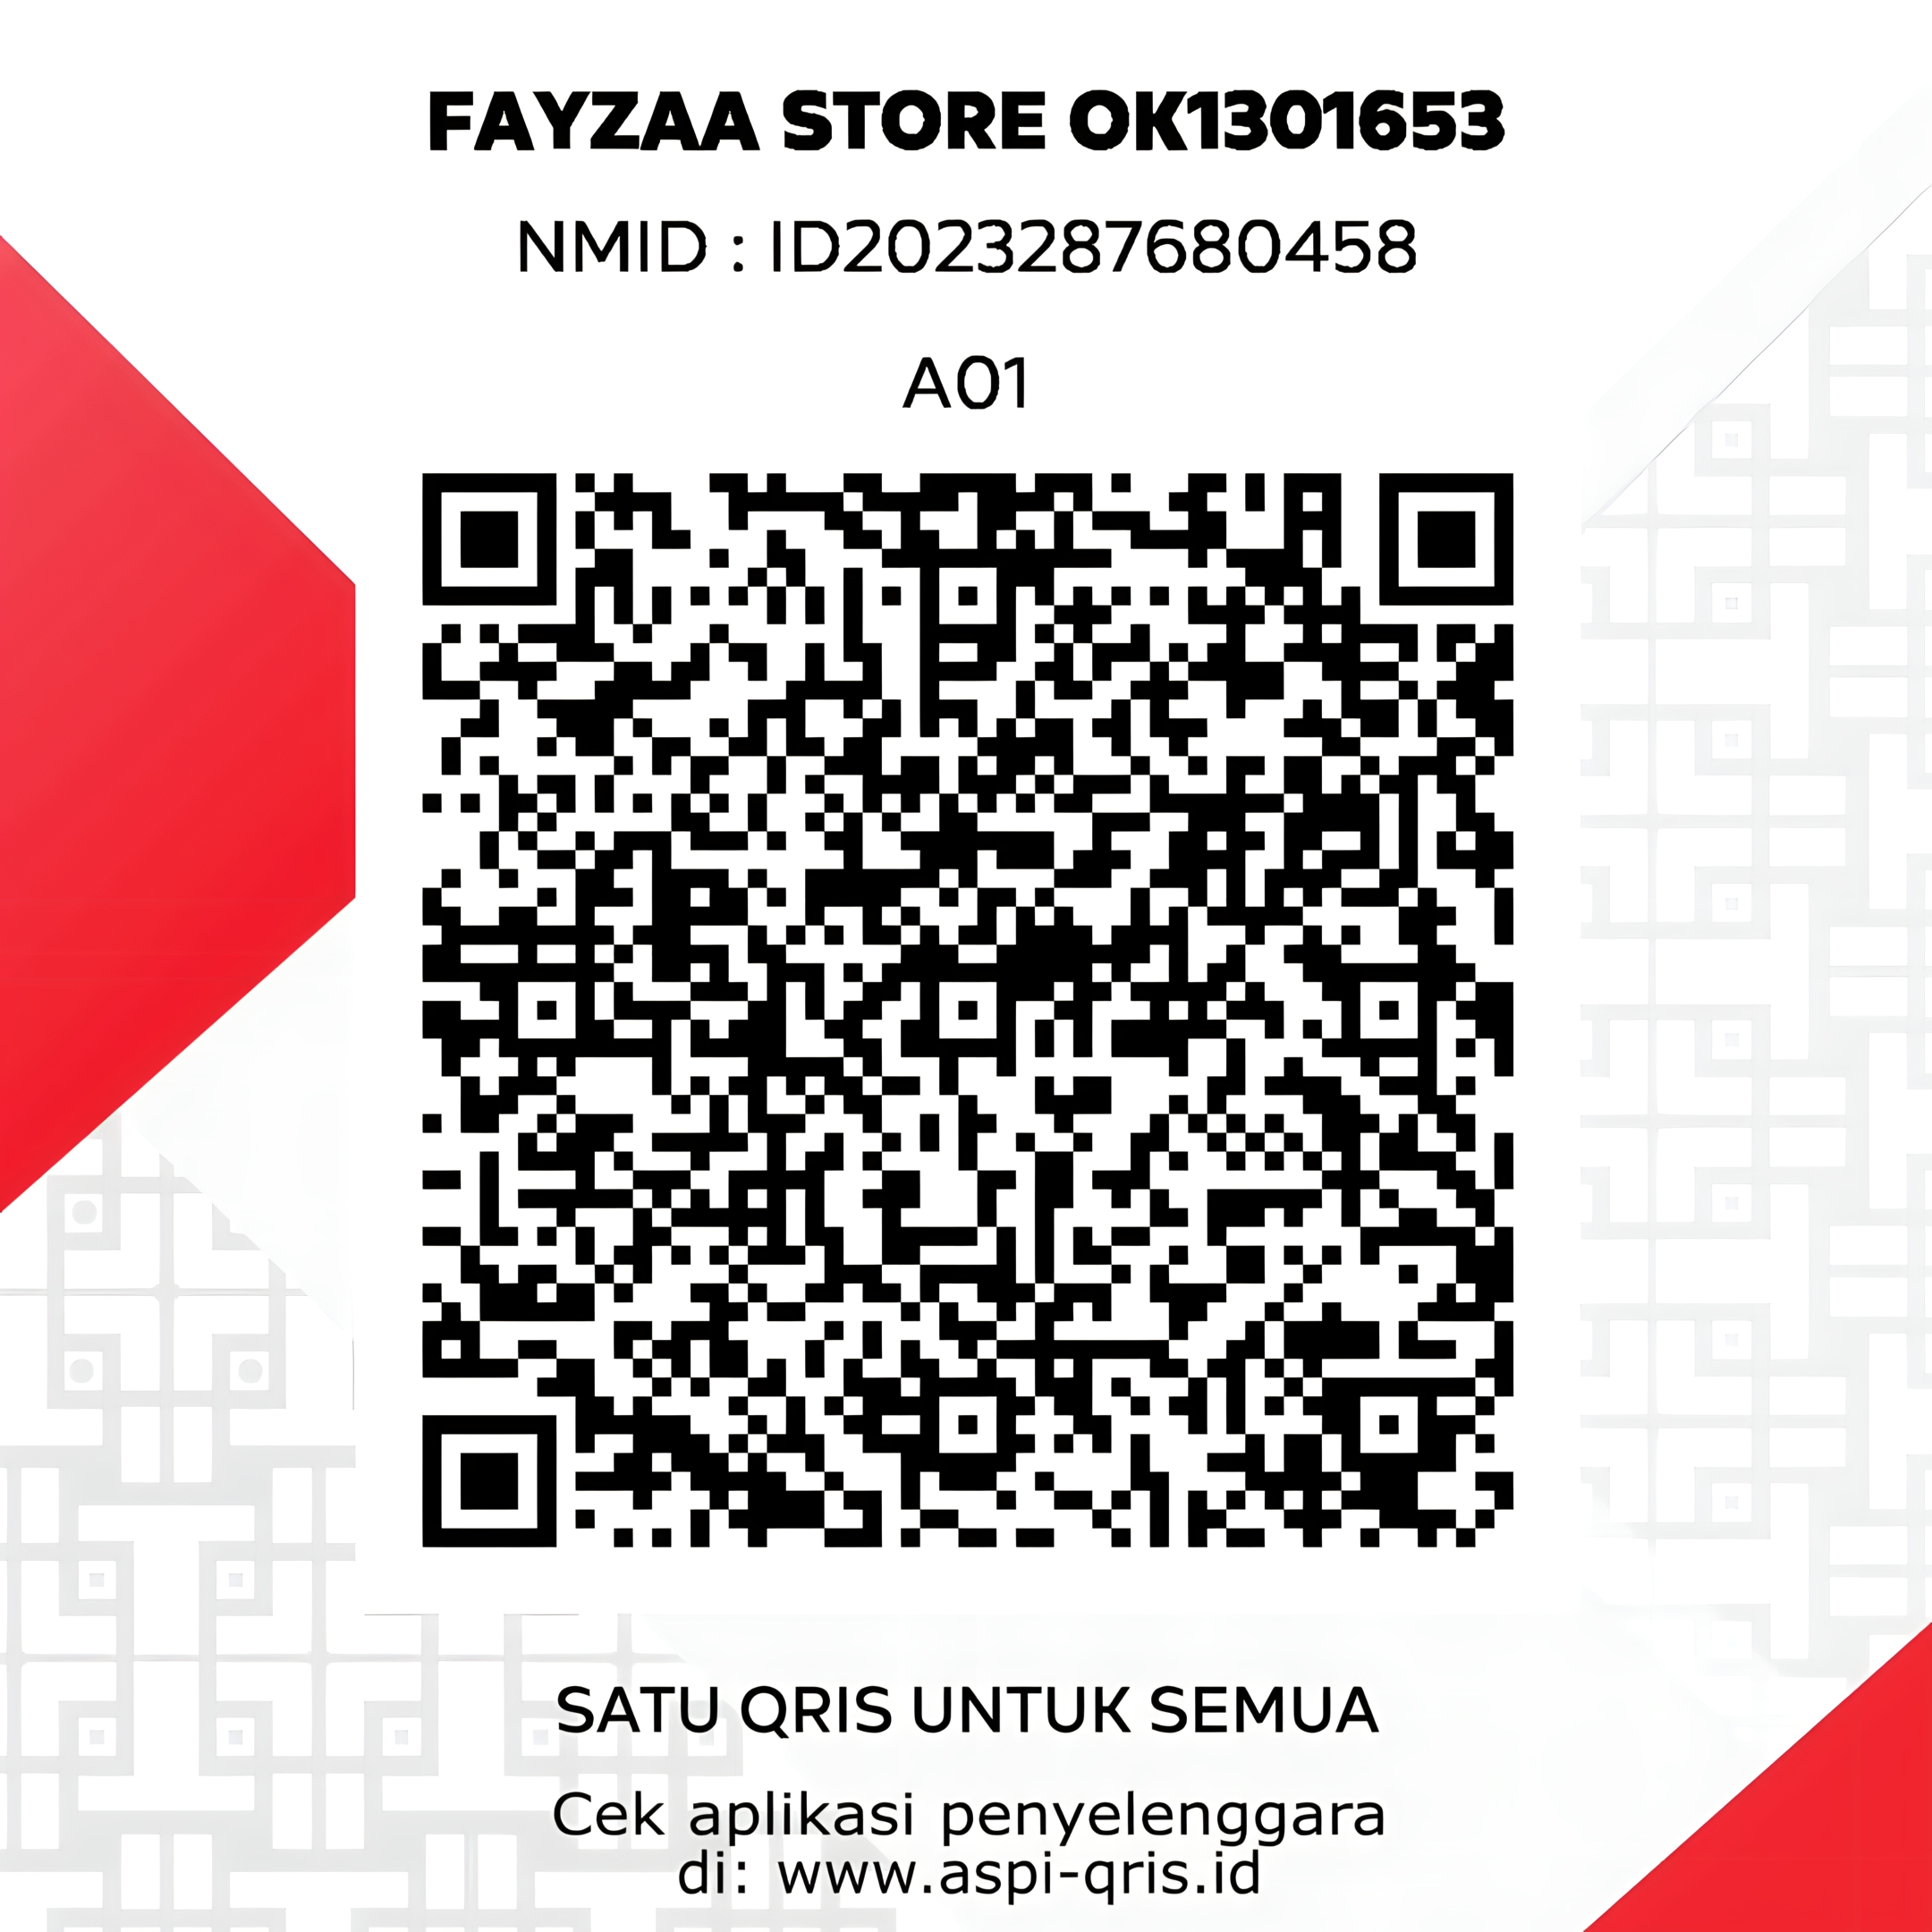 FAYZAA STORE OK1301653
NMID : ID2023287680458
A01
SATU QRIS UNTUK SEMUA
Cek aplikasi penyelenggara
di: www.aspi-qris.id